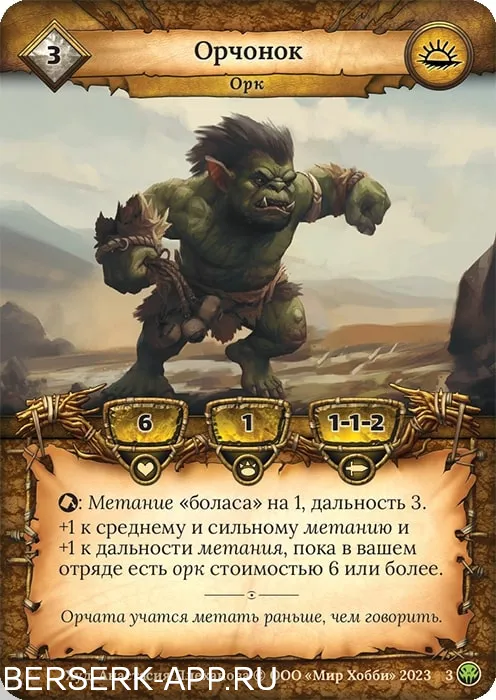 3
Орчонок
Орк
6
1
1-1-2
: Метание «боласа» на 1, дальность 3.
+1 к среднему и сильному метанию и
+1 к дальности метания, пока в вашем
отряде есть орк стоимостью 6 или более.
Орчата учатся метать раньше, чем говорить.
© ООО «Мир Хобби» 2023 3
BERSERK-APP.RU